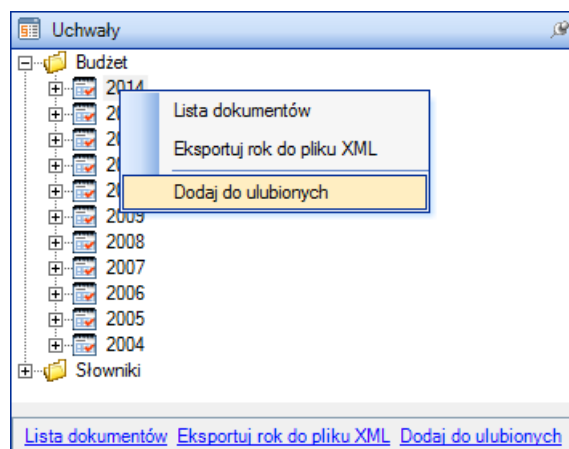 Uchwały
Budżet
2014
Lista dokumentów
Eksportuj rok do pliku XML
Dodaj do ulubionych
2009
2008
2007
2006
2005
2004
Słowniki
Lista dokumentów Eksportuj rok do pliku XML Dodaj do ulubionych